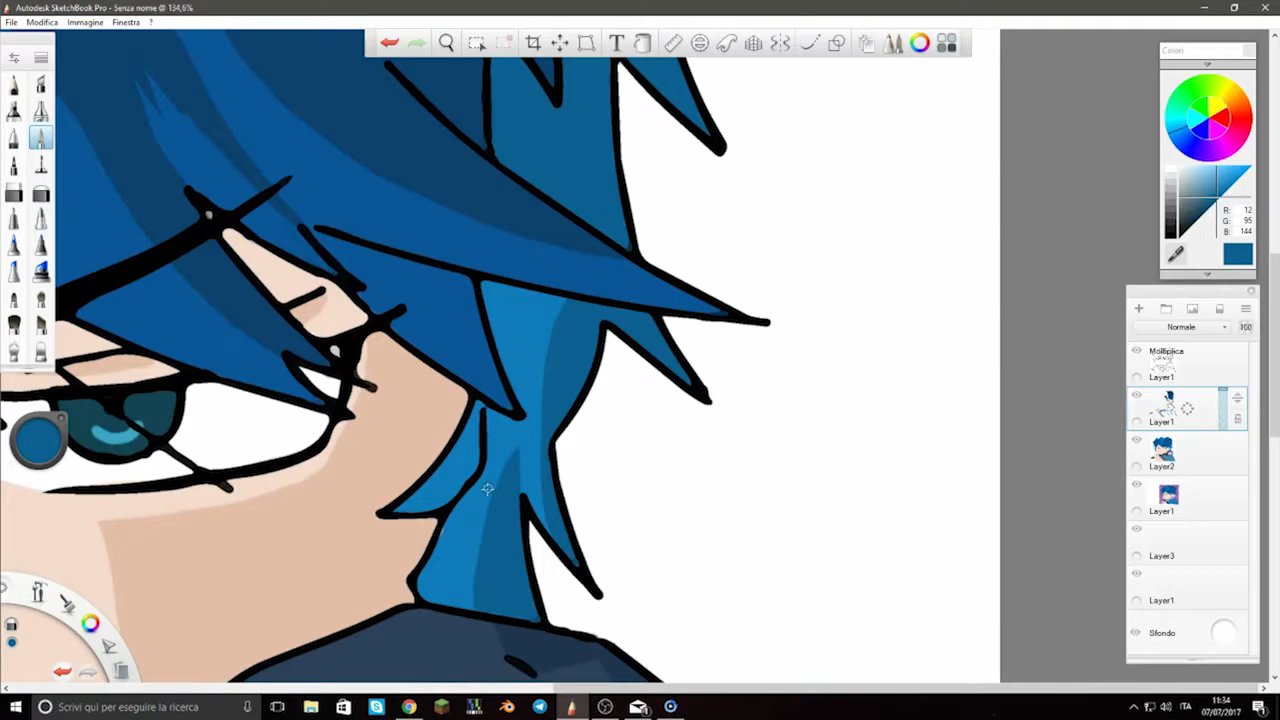 Autodesk SketchBook Pro - Senza nome @ 134,6%
File Modifica Immagine Finestra ?
Colori
R: 12
G: 95
B: 144
Normale 100
Moltiplica
Layer1
Layer1
Layer2
Layer1
Layer3
Layer1
Sfondo
Scrivi qui per eseguire la ricerca
ITA
11:34
07/07/2017